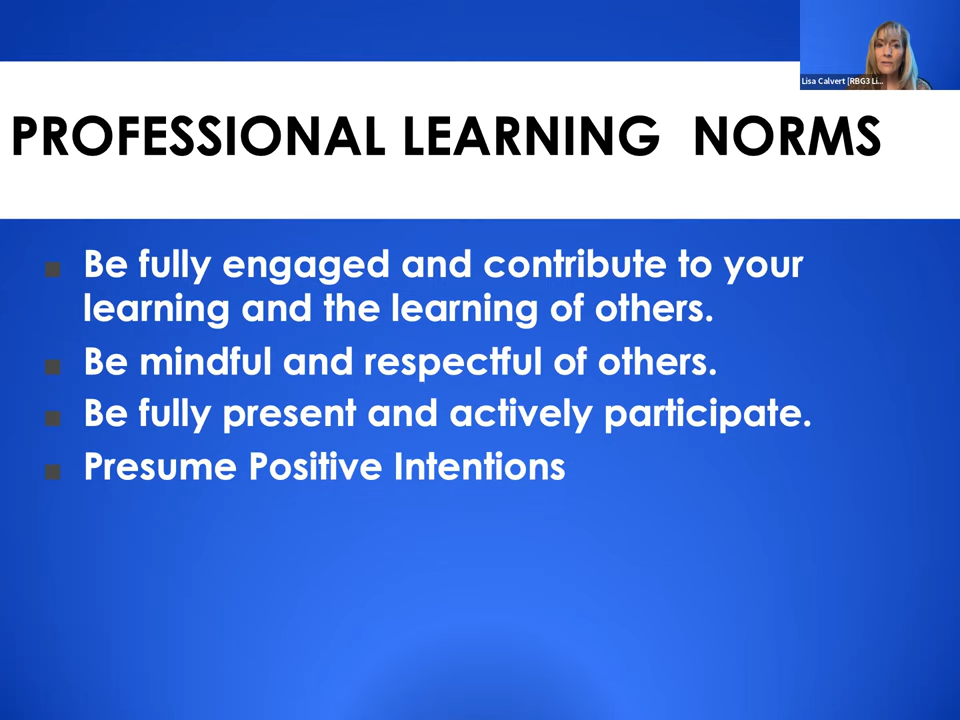 Lisa Calvert [RBG3 Li...
PROFESSIONAL LEARNING NORMS
Be fully engaged and contribute to your
learning and the learning of others.
Be mindful and respectful of others.
Be fully present and actively participate.
Presume Positive Intentions